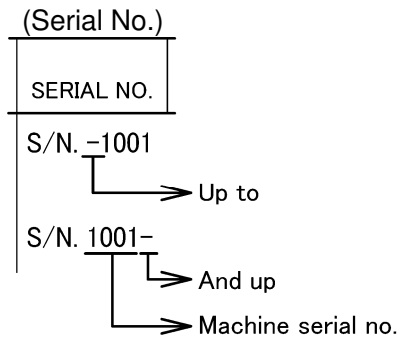 (Serial No.)
SERIAL NO.
S/N. -1001
Up to
S/N. 1001-
And up
Machine serial no.